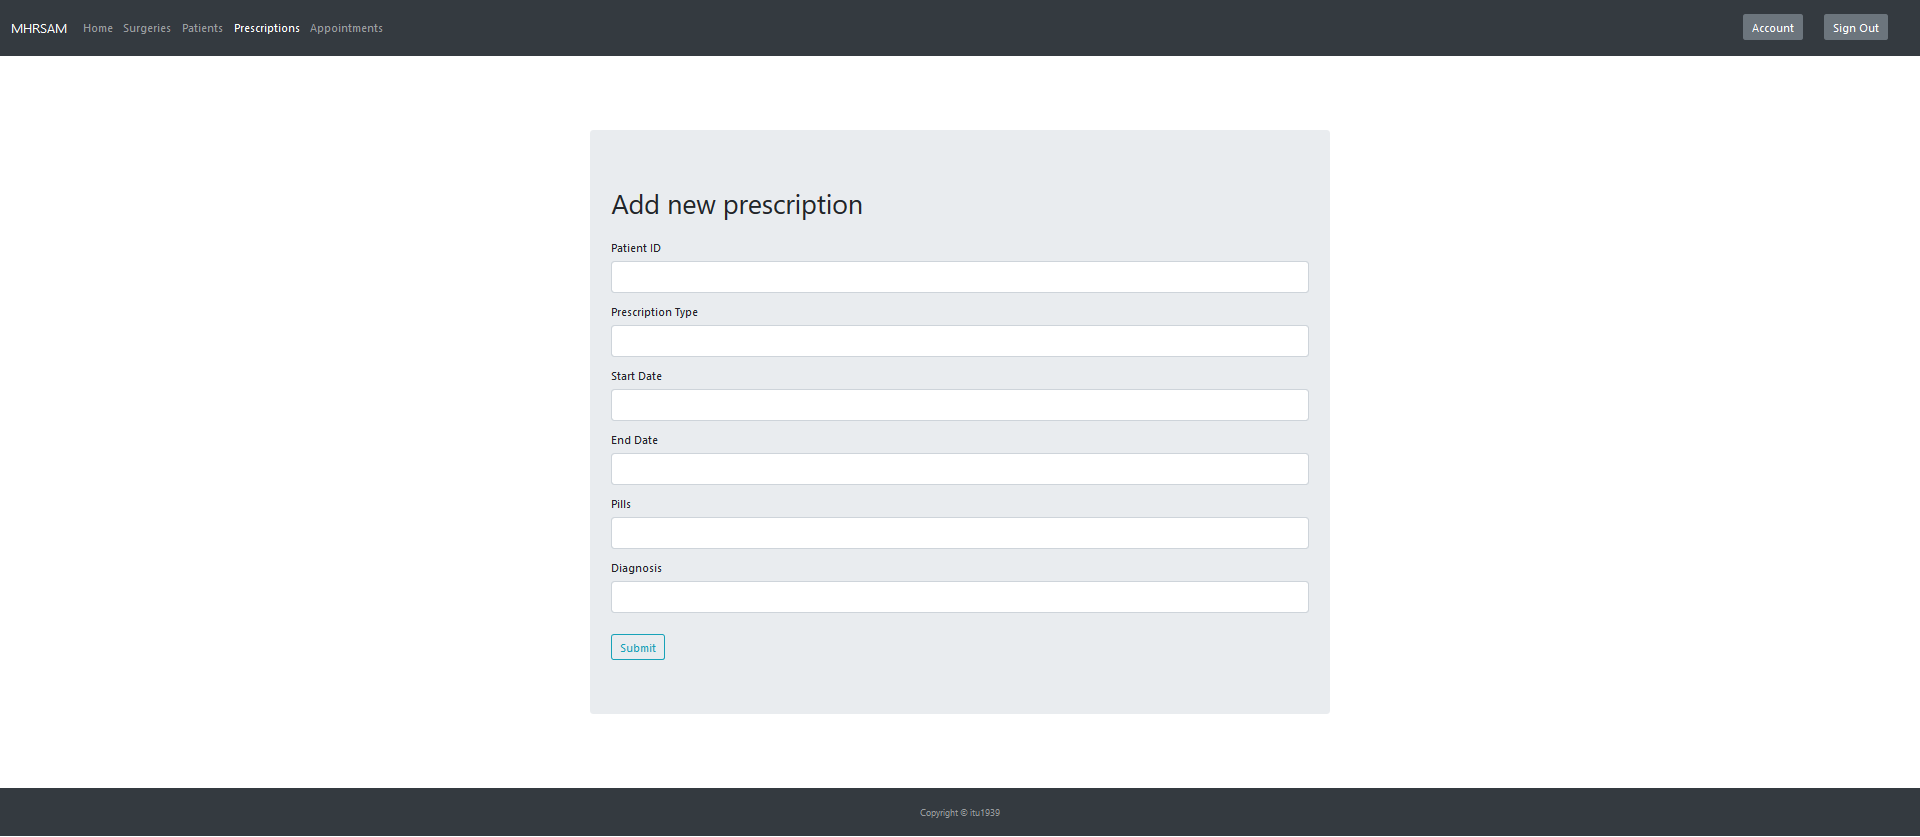 MHRSAM Home Surgeries Patients Prescriptions Appointments Account Sign Out
Add new prescription
Patient ID
Prescription Type
Start Date
End Date
Pills
Diagnosis
Submit
Copyright © itu1939